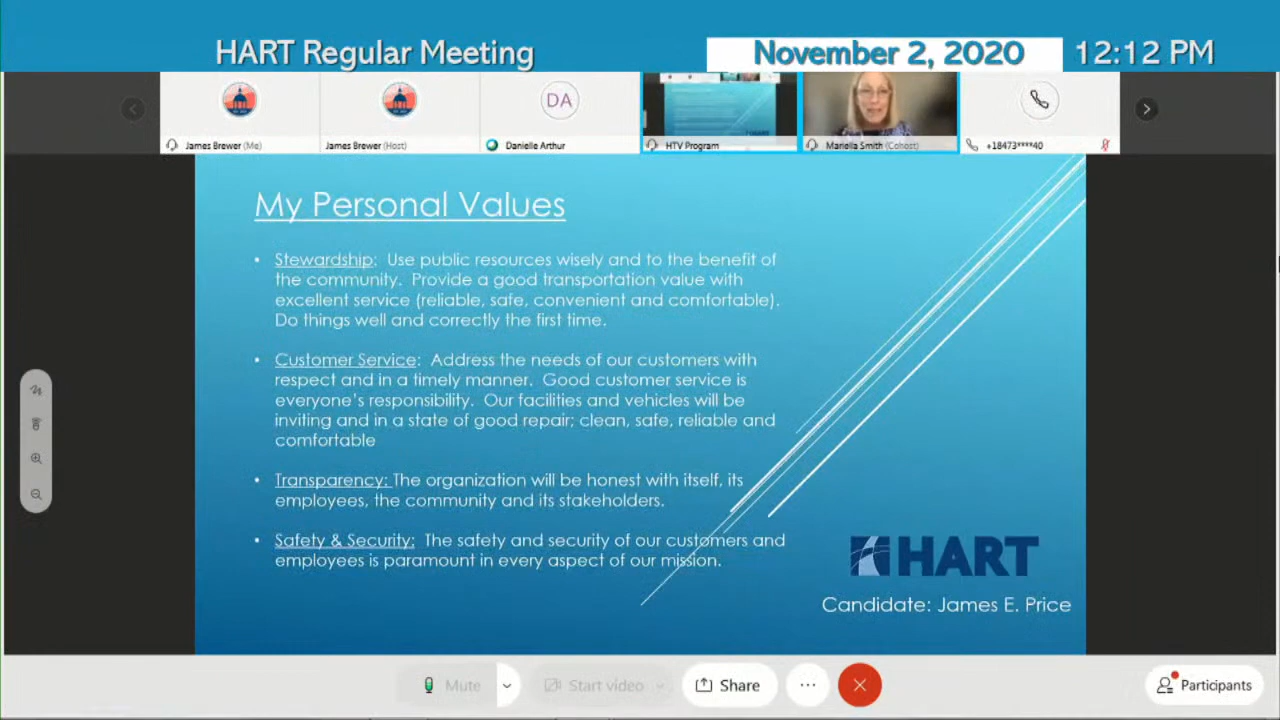 HART Regular Meeting
November 2, 2020
12:12 PM
James Brewer (Me)
James Brewer (Host)
DA
Danielle Arthur
HTV Program
Mariella Smith (Cohost)
+18473****40
My Personal Values
• Stewardship: Use public resources wisely and to the benefit of
the community. Provide a good transportation value with
excellent service (reliable, safe, convenient and comfortable).
Do things well and correctly the first time.
• Customer Service: Address the needs of our customers with
respect and in a timely manner. Good customer service is
everyone's responsibility. Our facilities and vehicles will be
inviting and in a state of good repair; clean, safe, reliable and
comfortable
• Transparency: The organization will be honest with itself, its
employees, the community and its stakeholders.
• Safety & Security: The safety and security of our customers and
employees is paramount in every aspect of our mission.
HART
Candidate: James E. Price
Mute
Start video
Share
Participants